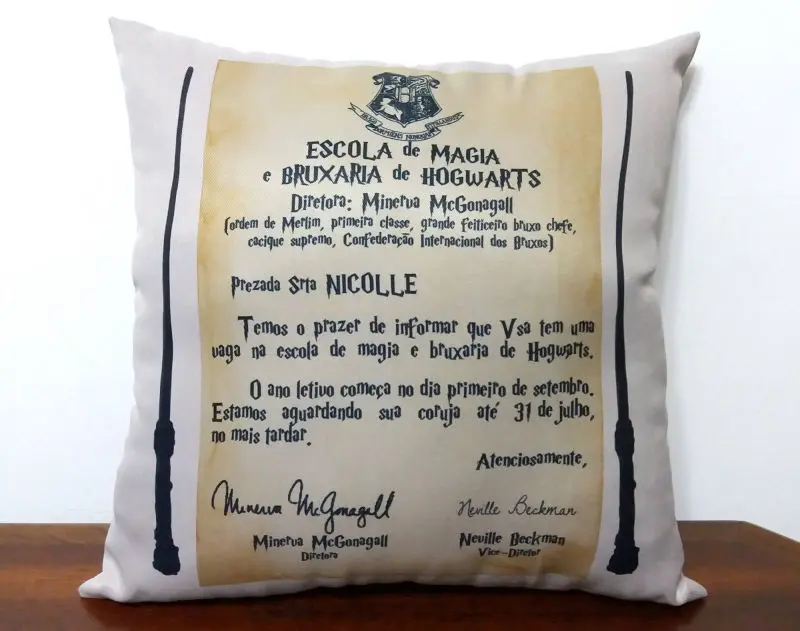 ESCOLA de MAGIA
e BRUXARIA de HOGWARTS
Diretora: Minerva McGonagall
(ordem de Merlim, primeira classe, grande feiticeiro bruxo chefe,
cacique supremo, Confederação Internacional dos Bruxos)
Prezada Srta NICOLLE
Temos o prazer de informar que Vsa tem uma
vaga na escola de magia e bruxaria de Hogwarts.
O ano letivo começa no dia primeiro de setembro.
Estamos aguardando sua coruja até 31 de julho,
no mais tardar.
Atenciosamente,
Minerva McGonagall Neville Beckman
Minerva McGonagall Neville Beckman
Diretora Vice-Diretor